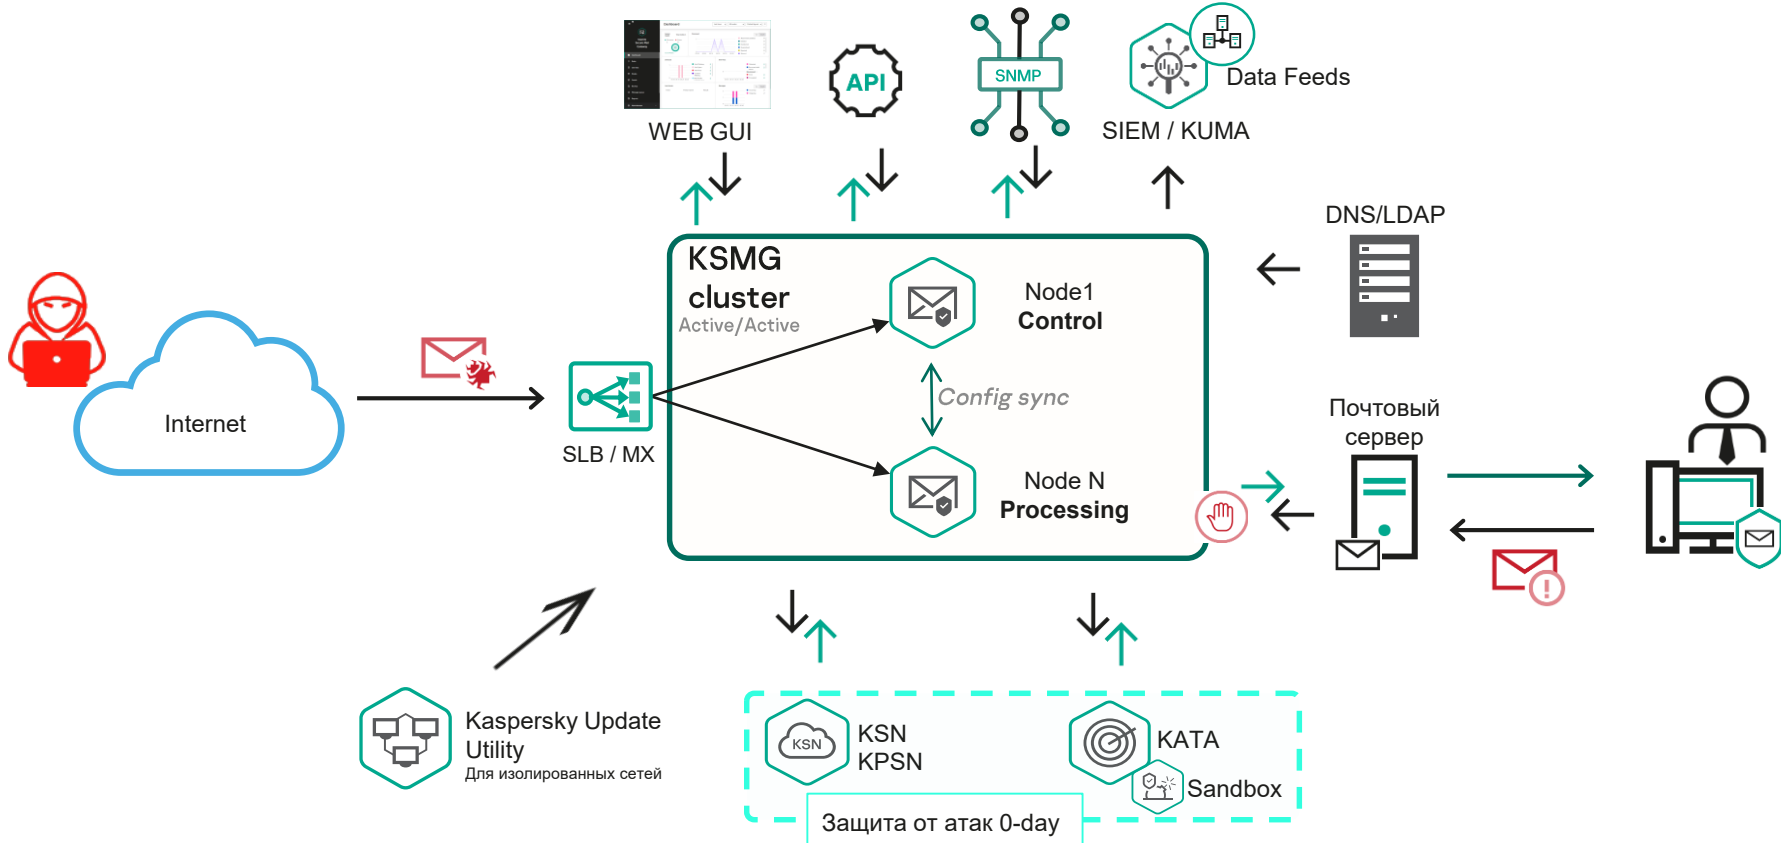 WEB GUI
API
SNMP
Data Feeds
SIEM / KUMA
DNS/LDAP
KSMG
cluster
Active/Active
Node1
Control
Config sync
Node N
Processing
Internet
SLB / MX
Почтовый
сервер
Kaspersky Update
Utility
Для изолированных сетей
KSN
KSN
KPSN
KATA
Sandbox
Защита от атак 0-day